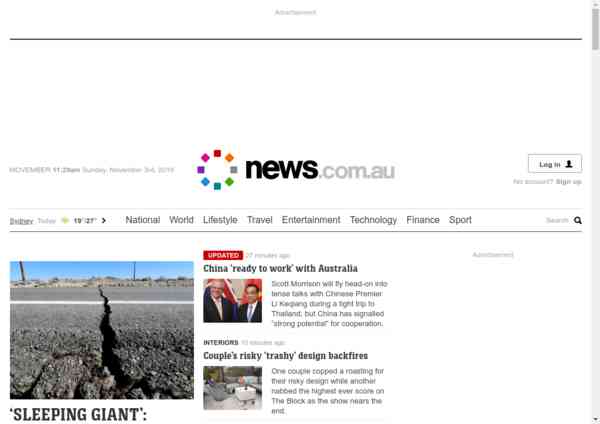 Advertisement
MOVEMBER 11:29am Sunday, November 3rd, 2019
news.com.au
Log in
No account? Sign up
Sydney Today 19°/27°
National World Lifestyle Travel Entertainment Technology Finance Sport
Search
UPDATED 27 minutes ago
China 'ready to work' with Australia
Scott Morrison will fly head-on into
tense talks with Chinese Premier
Li Keqiang during a tight trip to
Thailand, but China has signalled
"strong potential" for cooperation.
INTERIORS 10 minutes ago
Couple's risky 'trashy' design backfires
One couple copped a roasting for
their risky design while another
nabbed the highest ever score on
The Block as the show nears the
end.
'SLEEPING GIANT':
Advertisement